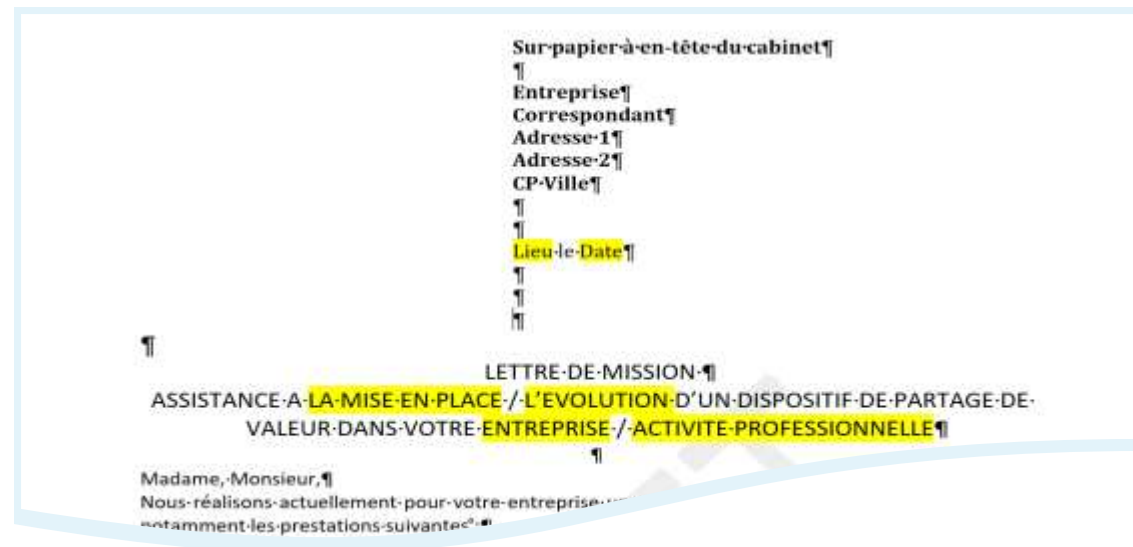 Sur·papier·à·en-tête·du·cabinet¶
¶
Entreprise¶
Correspondant¶
Adresse·1¶
Adresse·2¶
CP·Ville¶
¶
¶
Lieu·le·Date¶
¶
¶
¶
¶
LETTRE·DE·MISSION·¶
ASSISTANCE·A·LA·MISE·EN·PLACE·/·L'EVOLUTION·D'UN·DISPOSITIF·DE·PARTAGE·DE·
VALEUR·DANS·VOTRE·ENTREPRISE·/·ACTIVITE·PROFESSIONNELLE¶
¶
Madame,·Monsieur,¶
Nous·réalisons·actuellement·pour·votre·entreprise·
notamment·les·prestations·suivantes°:¶